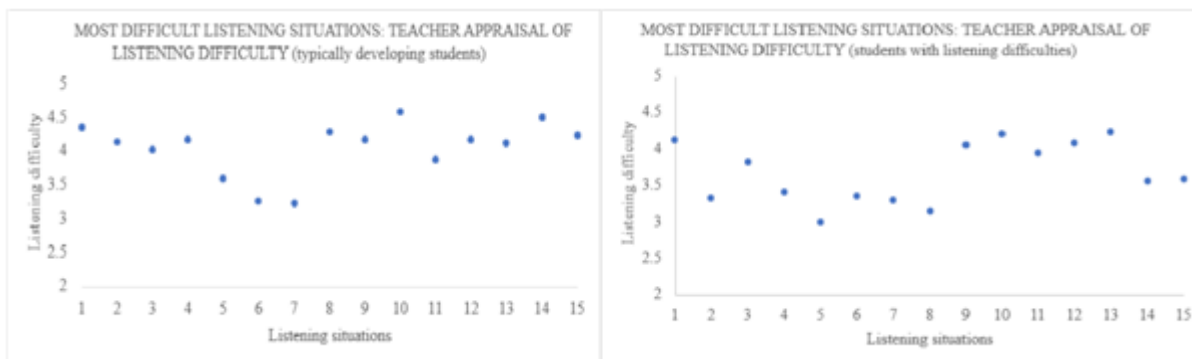 MOST DIFFICULT LISTENING SITUATIONS: TEACHER APPRAISAL OF
LISTENING DIFFICULTY (typically developing students)
5
4.5
4
3.5
3
2.5
2
Listening difficulty
1 2 3 4 5 6 7 8 9 10 11 12 13 14 15
Listening situations
MOST DIFFICULT LISTENING SITUATIONS: TEACHER APPRAISAL OF
LISTENING DIFFICULTY (students with listening difficulties)
5
4.5
4
3.5
3
2.5
2
Listening difficulty
1 2 3 4 5 6 7 8 9 10 11 12 13 14 15
Listening situations